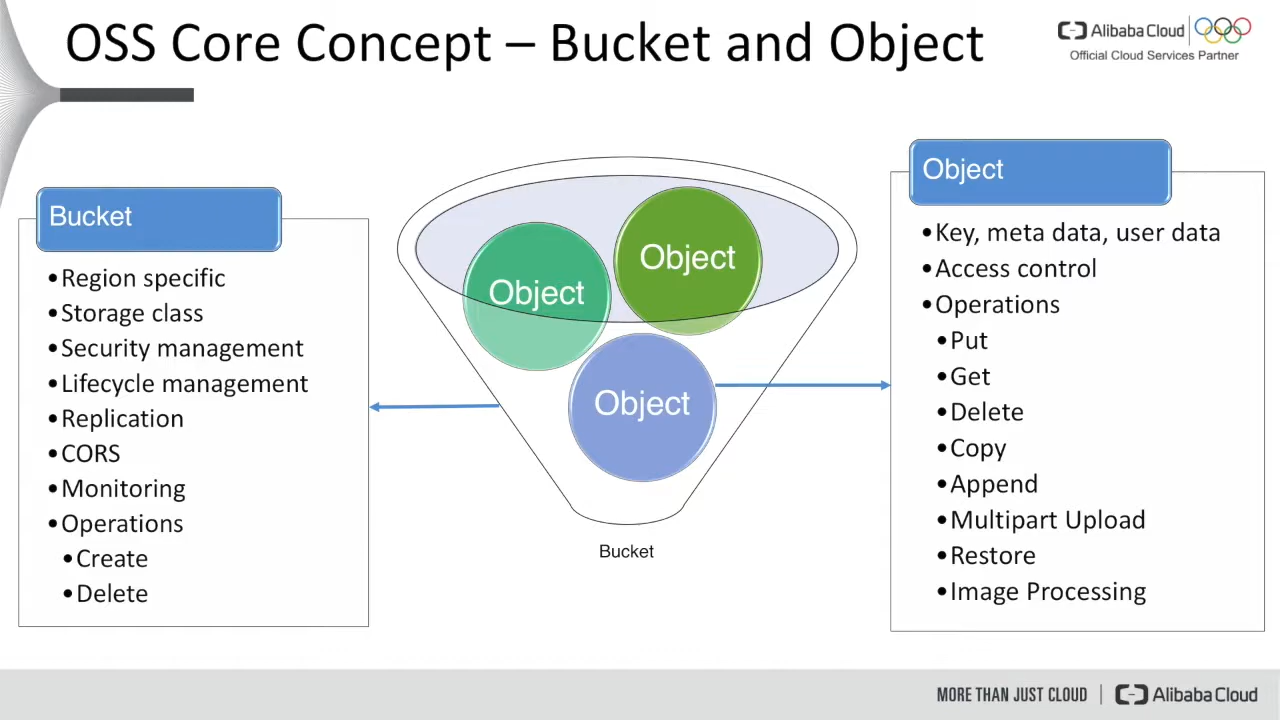 OSS Core Concept – Bucket and Object
Alibaba Cloud
Official Cloud Services Partner
Bucket
•Region specific
•Storage class
•Security management
•Lifecycle management
•Replication
•CORS
•Monitoring
•Operations
•Create
•Delete
Object
Object
Object
Bucket
Object
•Key, meta data, user data
•Access control
•Operations
•Put
•Get
•Delete
•Copy
•Append
•Multipart Upload
•Restore
•Image Processing
MORE THAN JUST CLOUD | Alibaba Cloud